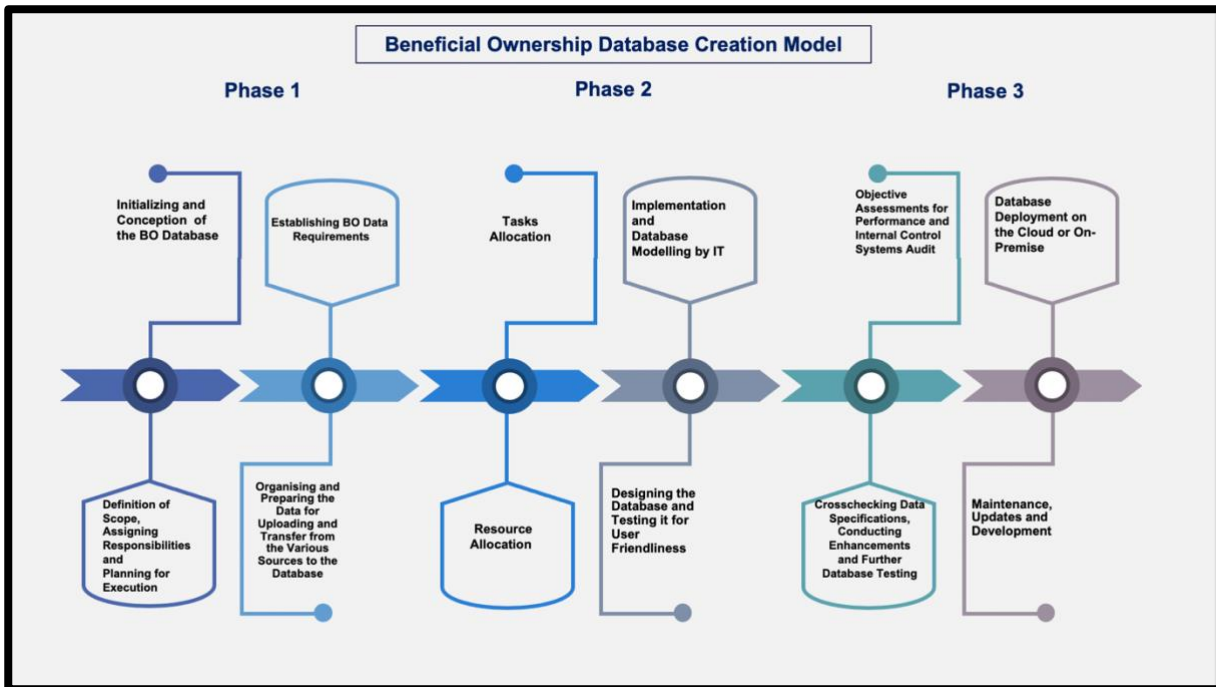 Beneficial Ownership Database Creation Model
Phase 1
Phase 2
Phase 3
Initializing and
Conception of
the BO Database
Establishing BO Data
Requirements
Tasks
Allocation
Implementation
and
Database
Modelling by IT
Objective
Assessments for
Performance and
Internal Control
Systems Audit
Database
Deployment on
the Cloud or On-
Premise
Definition of
Scope,
Assigning
Responsibilities
and
Planning for
Execution
Organising and
Preparing the
Data for
Uploading and
Transfer from
the Various
Sources to the
Database
Resource
Allocation
Designing the
Database and
Testing it for
User
Friendliness
Crosschecking Data
Specifications,
Conducting
Enhancements
and Further
Database Testing
Maintenance,
Updates and
Development